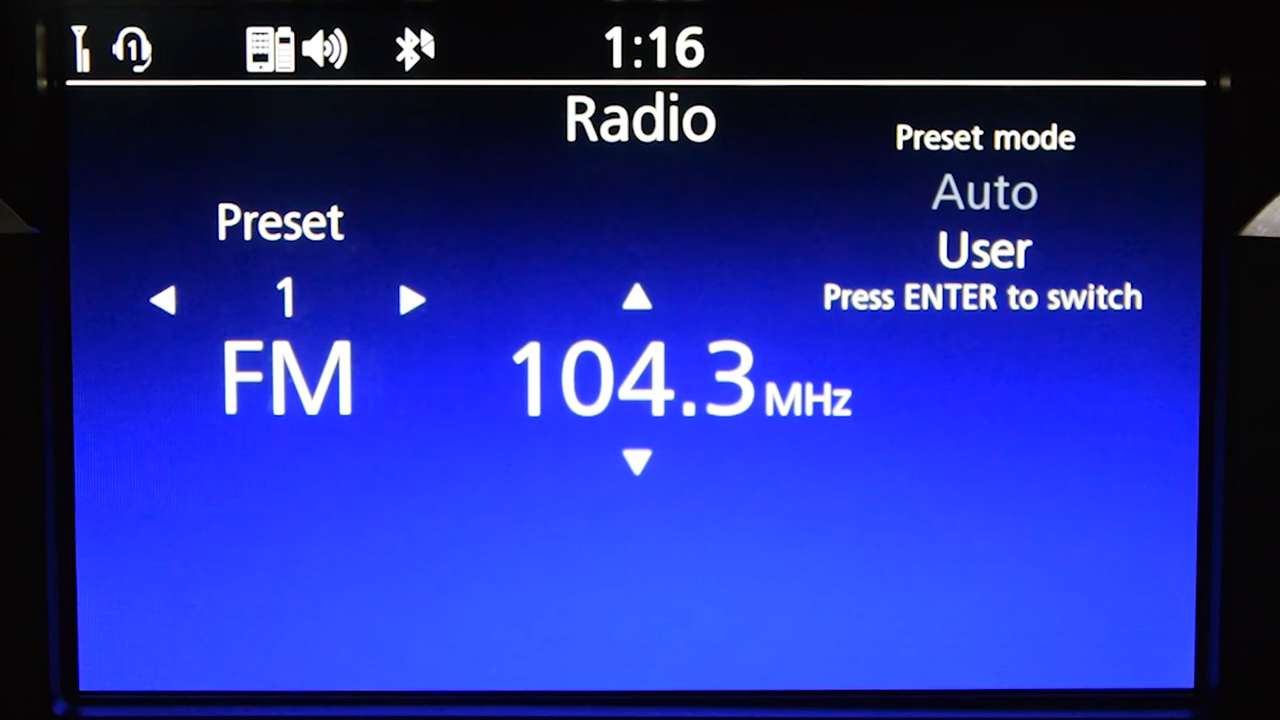 1:16
Radio
Preset mode
Auto
User
Press ENTER to switch
Preset
1
FM
104.3 MHz